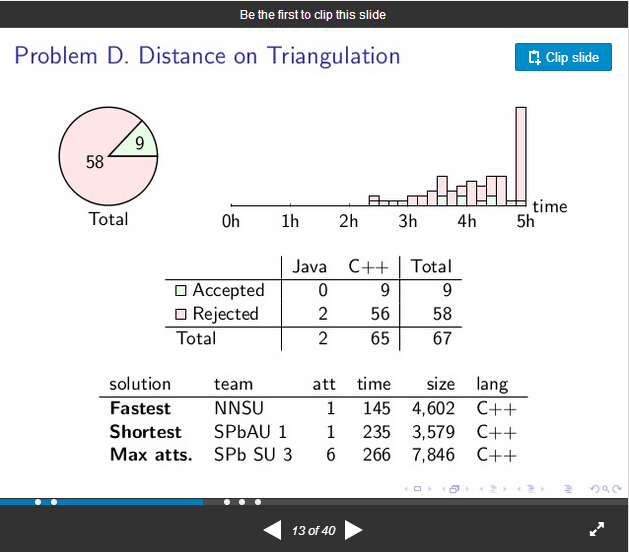 Be the first to clip this slide
Problem D. Distance on Triangulation
Clip slide
9
58
Total
time
0h 1h 2h 3h 4h 5h
Java C++ Total
Accepted 0 9 9
Rejected 2 56 58
Total 2 65 67
solution team att time size lang
Fastest NNSU 1 145 4,602 C++
Shortest SPbAU 1 1 235 3,579 C++
Max atts. SPb SU 3 6 266 7,846 C++
13 of 40